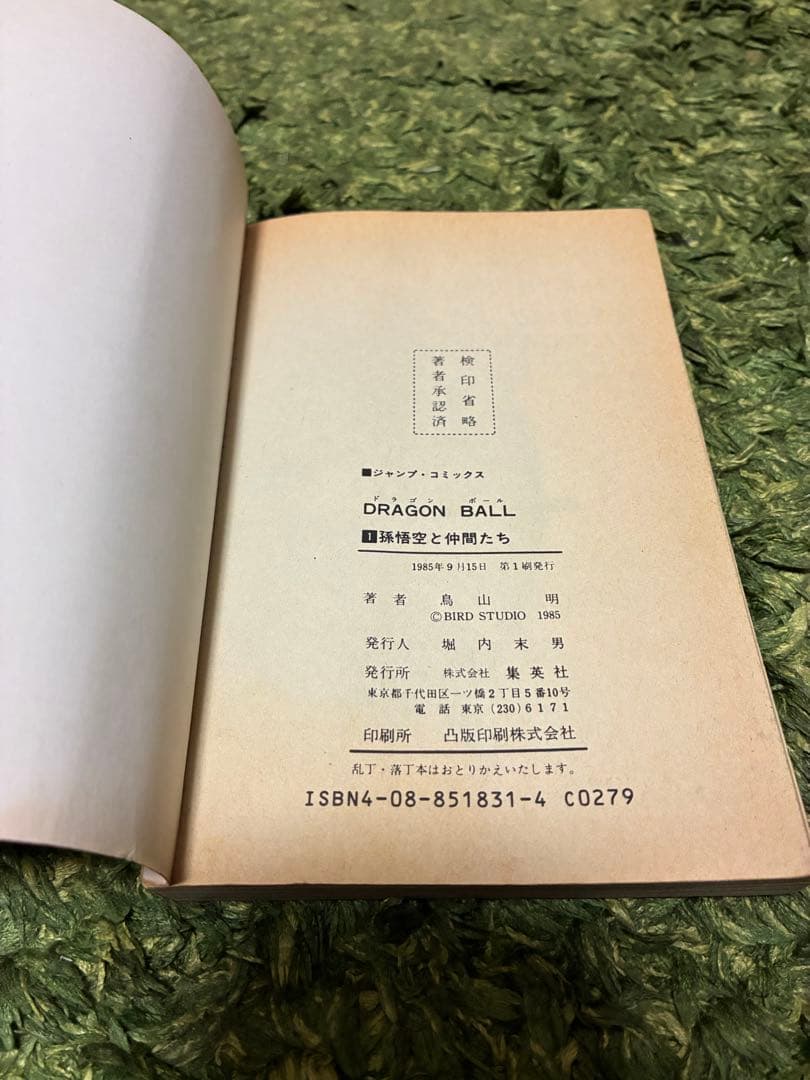 検印省略
著者承認済
■ジャンプ・コミックス
ドラゴン ボール
DRAGON BALL
1孫悟空と仲間たち
1985年9月15日 第1刷発行
著者 鳥山 明
©BIRD STUDIO 1985
発行人 堀内末男
発行所 株式会社 集英社
東京都千代田区一ツ橋2丁目5番10号
電話 東京(230)6171
印刷所 凸版印刷株式会社
乱丁・落丁本はおとりかえいたします。
ISBN4-08-851831-4 C0279